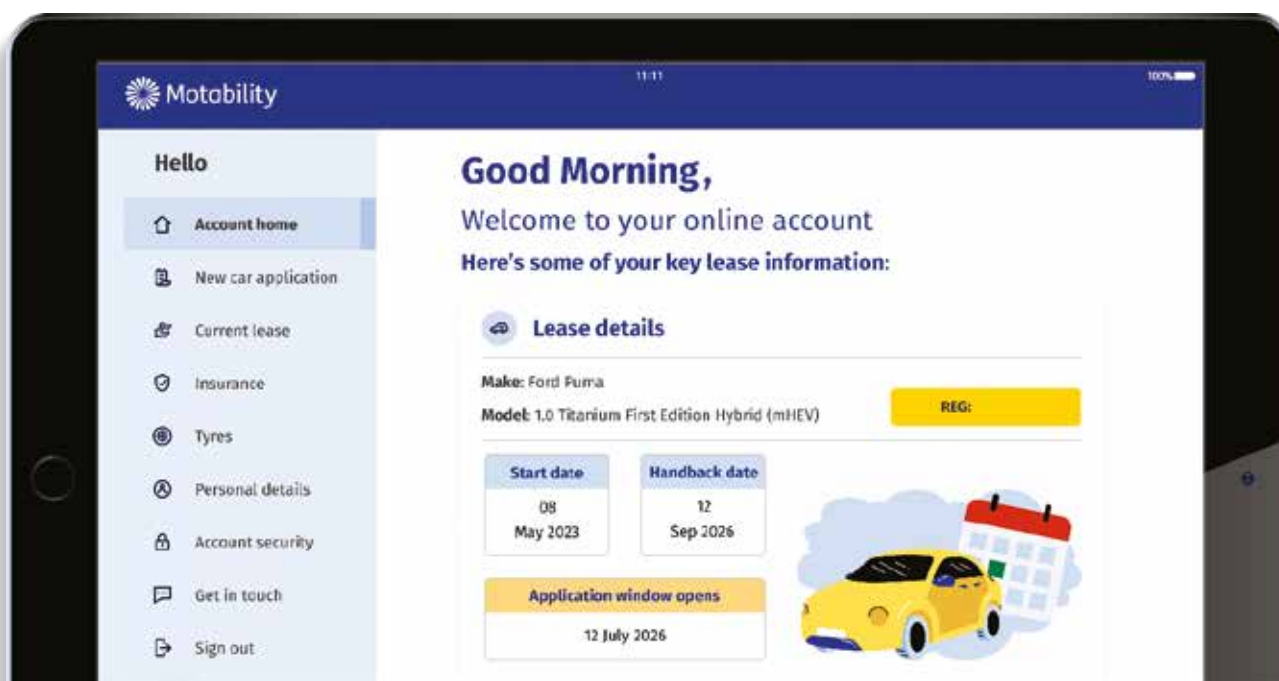 Motability
11:11
100%
Hello
Account home
New car application
Current lease
Insurance
Tyres
Personal details
Account security
Get in touch
Sign out
Good Morning,
Welcome to your online account
Here's some of your key lease information:
Lease details
Make: Ford Puma
Model: 1.0 Titanium First Edition Hybrid (mHEV)
REG:
Start date
08
May 2023
Handback date
12
Sep 2026
Application window opens
12 July 2026